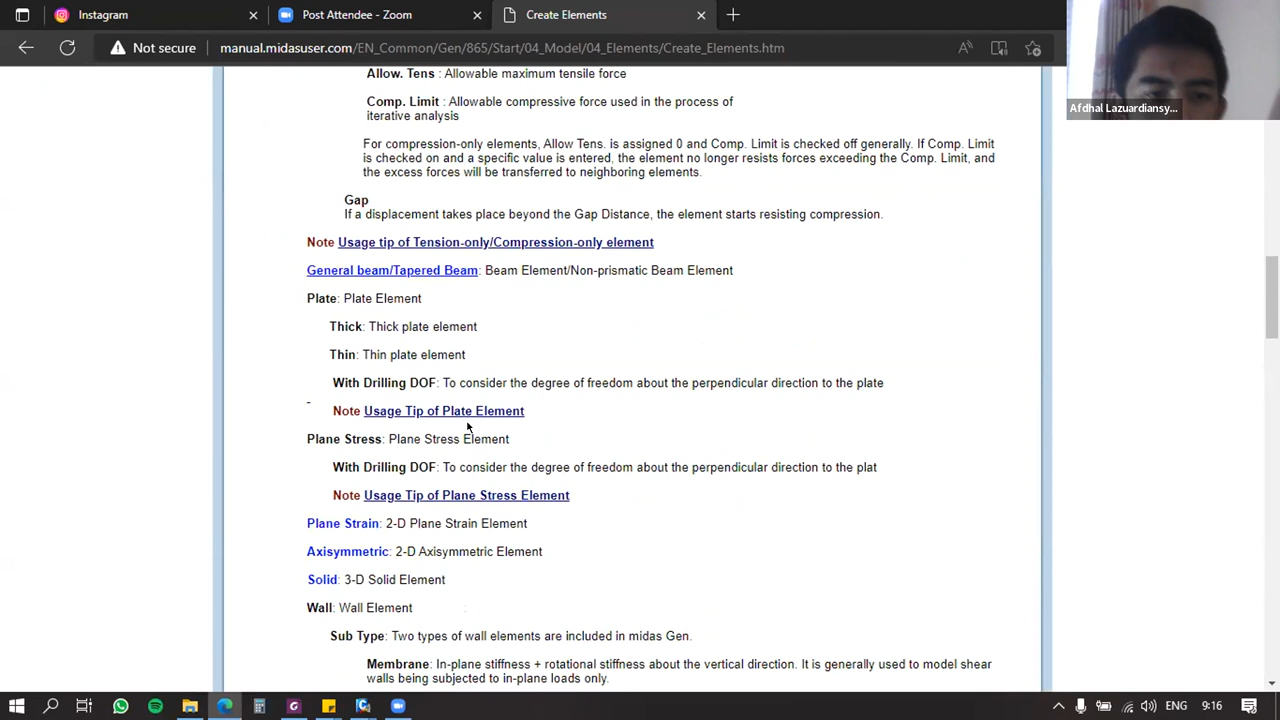 Instagram
Post Attendee - Zoom
Create Elements
Not secure
manual.midasuser.com/EN_Common/Gen/865/Start/04_Model/04_Elements/Create_Elements.htm
Afdhal Lazuardiansy...
Allow. Tens : Allowable maximum tensile force
Comp. Limit : Allowable compressive force used in the process of
iterative analysis
For compression-only elements, Allow Tens. is assigned 0 and Comp. Limit is checked off generally. If Comp. Limit
is checked on and a specific value is entered, the element no longer resists forces exceeding the Comp. Limit, and
the excess forces will be transferred to neighboring elements.
Gap
If a displacement takes place beyond the Gap Distance, the element starts resisting compression.
Note Usage tip of Tension-only/Compression-only element
General beam/Tapered Beam: Beam Element/Non-prismatic Beam Element
Plate: Plate Element
Thick: Thick plate element
Thin: Thin plate element
With Drilling DOF: To consider the degree of freedom about the perpendicular direction to the plate
Note Usage Tip of Plate Element
Plane Stress: Plane Stress Element
With Drilling DOF: To consider the degree of freedom about the perpendicular direction to the plat
Note Usage Tip of Plane Stress Element
Plane Strain: 2-D Plane Strain Element
Axisymmetric: 2-D Axisymmetric Element
Solid: 3-D Solid Element
Wall: Wall Element
Sub Type: Two types of wall elements are included in midas Gen.
Membrane: In-plane stiffness + rotational stiffness about the vertical direction. It is generally used to model shear
walls being subjected to in-plane loads only.
ENG
9:16